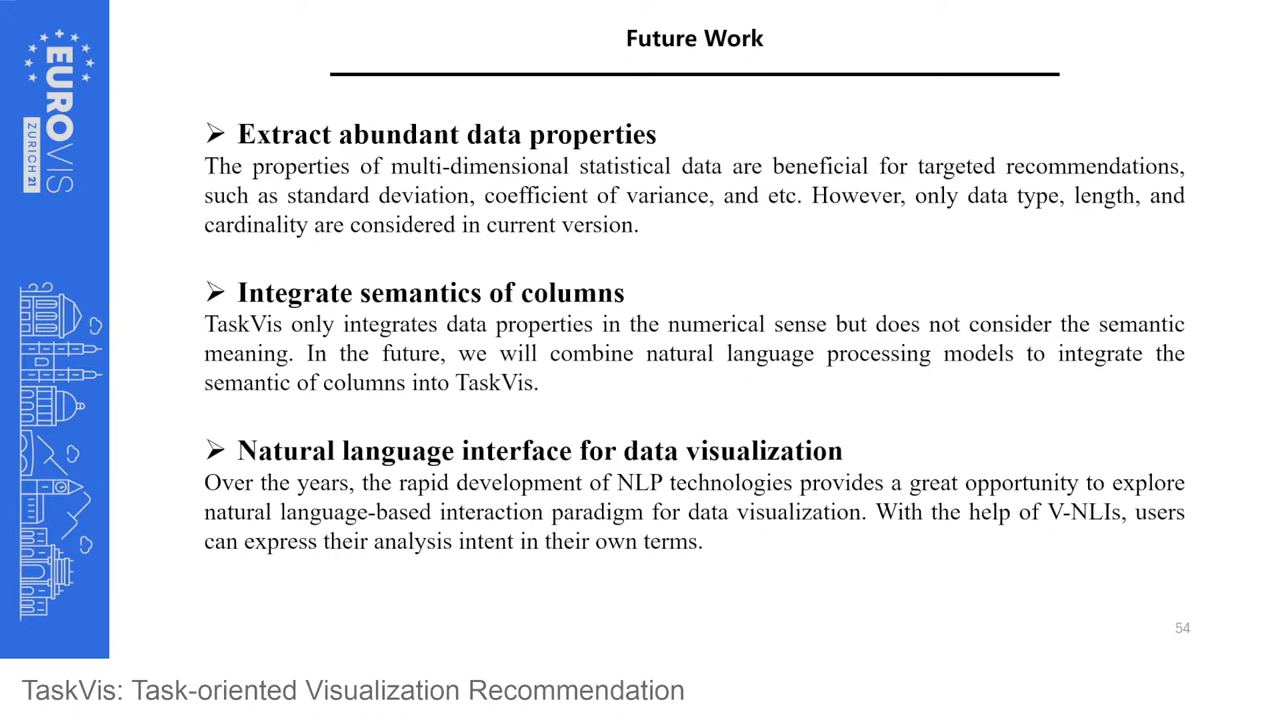 Future Work
EUROVIS
ZURICH 21
➢ Extract abundant data properties
The properties of multi-dimensional statistical data are beneficial for targeted recommendations,
such as standard deviation, coefficient of variance, and etc. However, only data type, length, and
cardinality are considered in current version.
➢ Integrate semantics of columns
TaskVis only integrates data properties in the numerical sense but does not consider the semantic
meaning. In the future, we will combine natural language processing models to integrate the
semantic of columns into TaskVis.
➢ Natural language interface for data visualization
Over the years, the rapid development of NLP technologies provides a great opportunity to explore
natural language-based interaction paradigm for data visualization. With the help of V-NLIs, users
can express their analysis intent in their own terms.
54
TaskVis: Task-oriented Visualization Recommendation